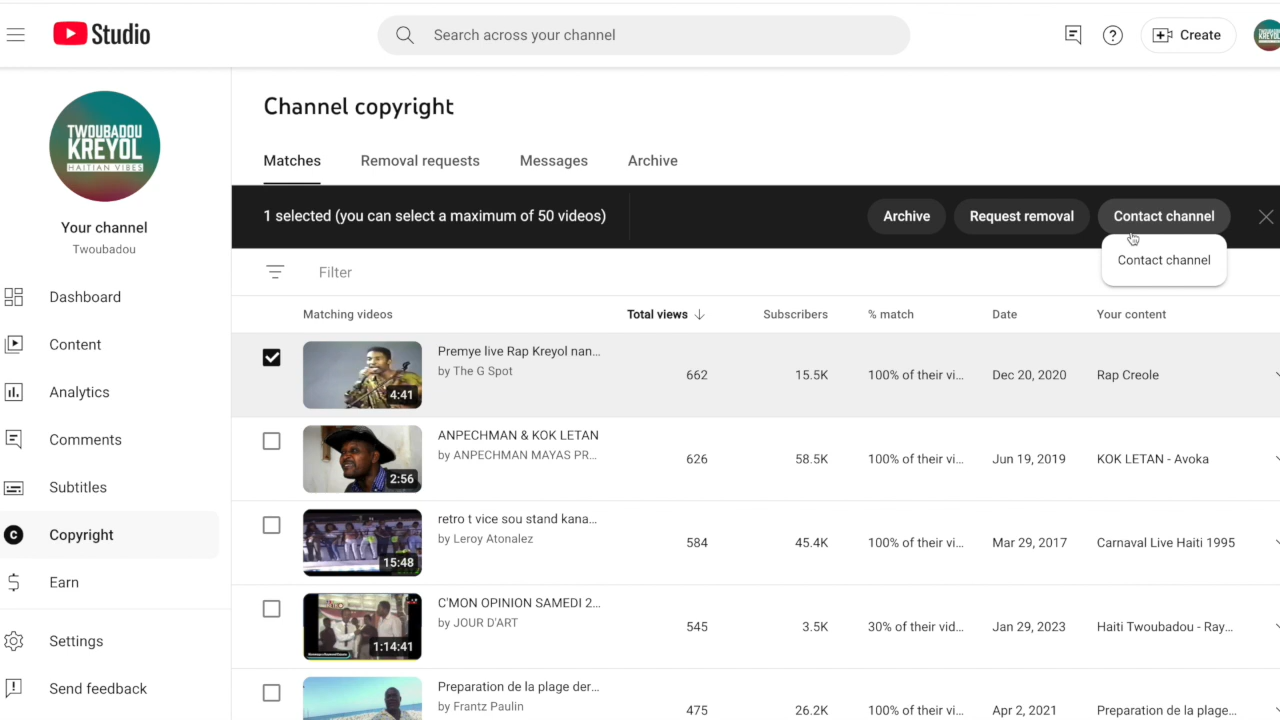 Studio
Search across your channel
Create
TWOUBADOU
KREYOL
HAITIAN VIBES
Your channel
Twoubadou
Dashboard
Content
Analytics
Comments
Subtitles
Copyright
Earn
Settings
Send feedback
Channel copyright
Matches Removal requests Messages Archive
1 selected (you can select a maximum of 50 videos) Archive Request removal Contact channel
Contact channel
Filter
Matching videos Total views Subscribers % match Date Your content
4:41 Premye live Rap Kreyol nan...
by The G Spot
662 15.5K 100% of their vi... Dec 20, 2020 Rap Creole
2:56 ANPECHMAN & KOK LETAN
by ANPECHMAN MAYAS PR...
626 58.5K 100% of their vi... Jun 19, 2019 KOK LETAN - Avoka
15:48 retro t vice sou stand kana...
by Leroy Atonalez
584 45.4K 100% of their vi... Mar 29, 2017 Carnaval Live Haiti 1995
1:14:41 C'MON OPINION SAMEDI 2...
by JOUR D'ART
545 3.5K 30% of their vid... Jan 29, 2023 Haiti Twoubadou - Ray...
Preparation de la plage der...
by Frantz Paulin
475 26.2K 100% of their vi... Apr 2, 2021 Preparation de la plage...